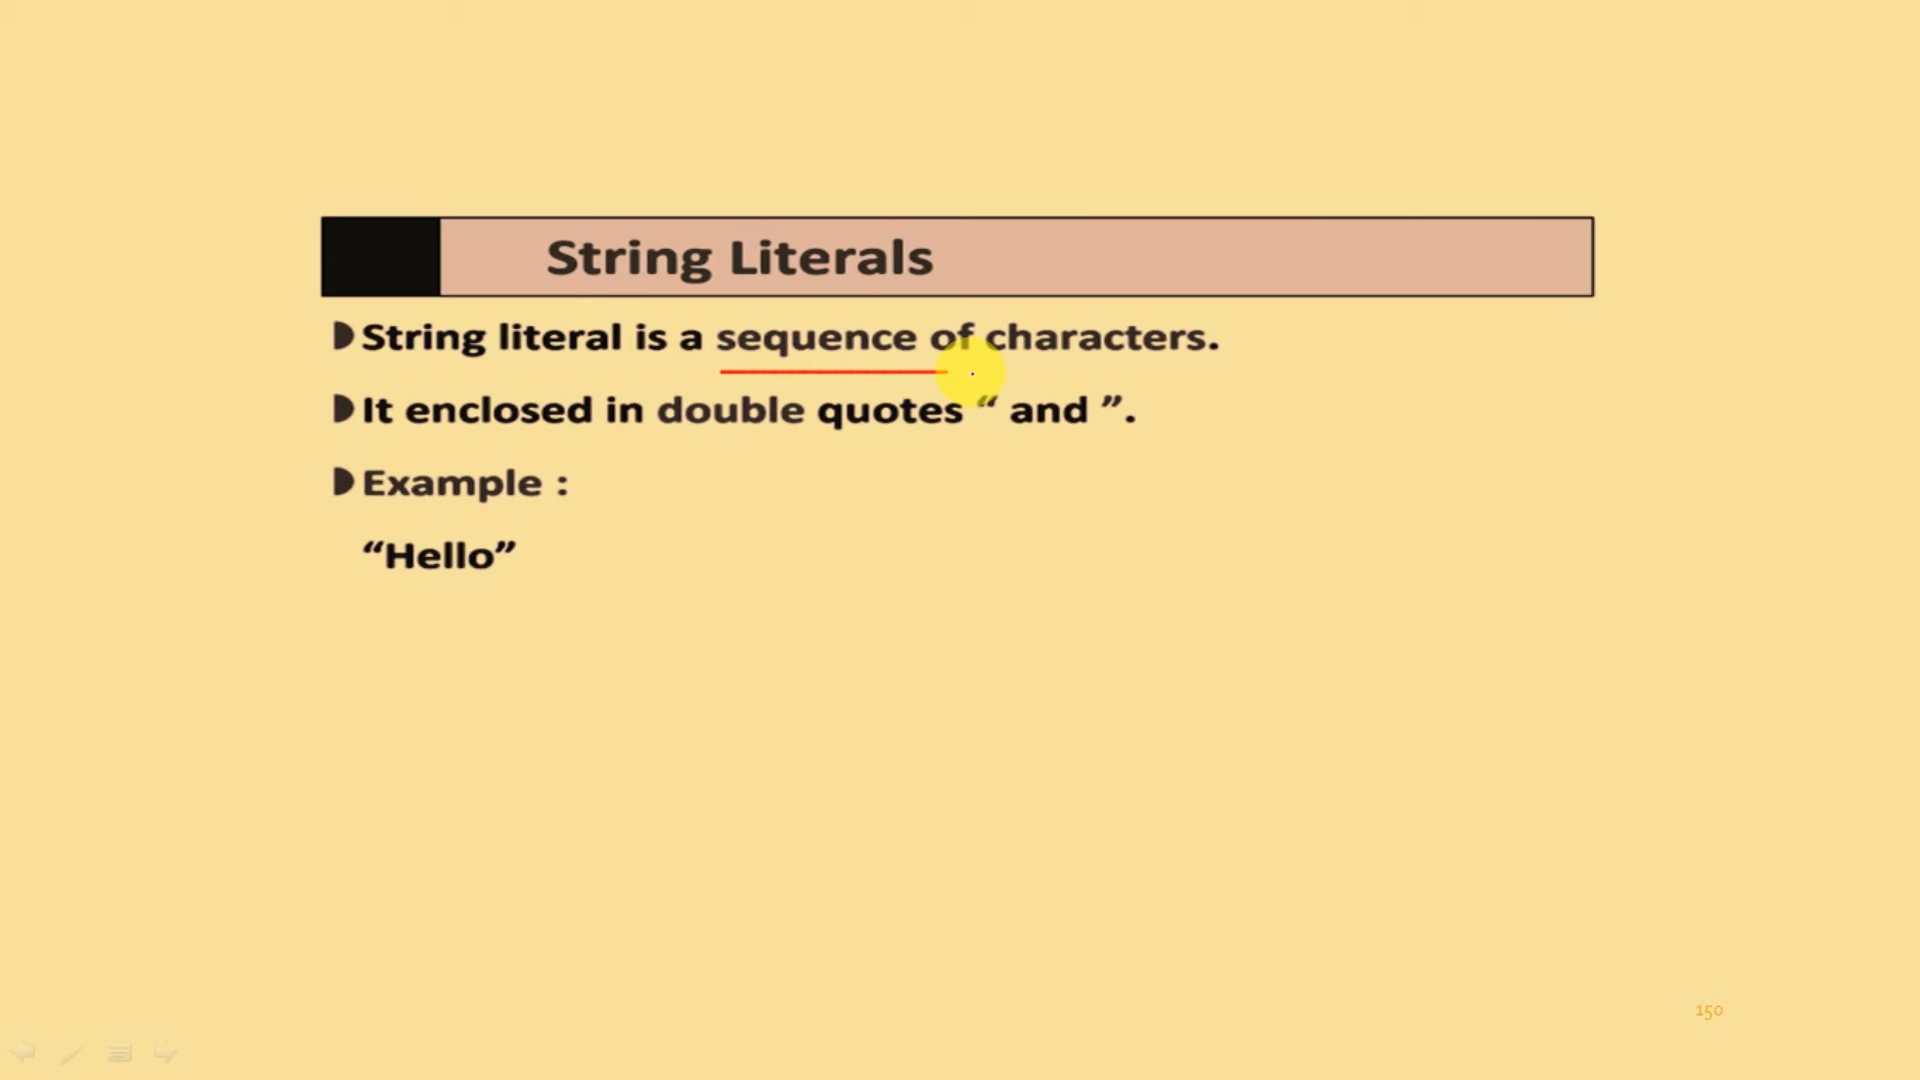 String Literals
String literal is a sequence of characters.
It enclosed in double quotes “ and ”.
Example :
“Hello”
150